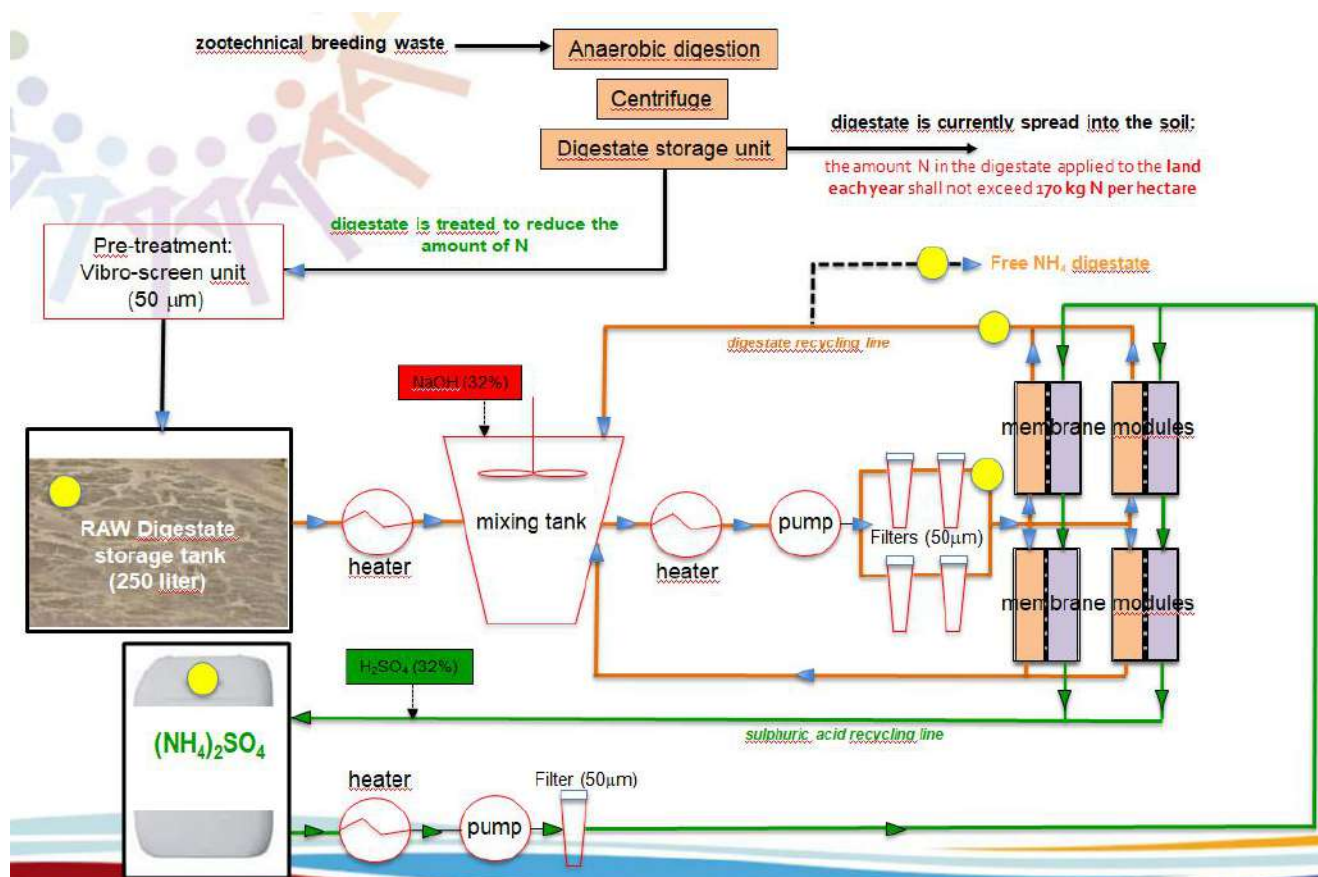 zootechnical breeding waste
Anaerobic digestion
Centrifuge
Digestate storage unit
digestate is currently spread into the soil:
the amount N in the digestate applied to the land
each year shall not exceed 170 kg N per hectare
digestate is treated to reduce the
amount of N
Pre-treatment:
Vibro-screen unit
(50 µm)
Free NH₄ digestate
digestate recycling line
NaOH (32%)
membrane modules
RAW Digestate
storage tank
(250 liter)
heater
mixing tank
heater
pump
Filters (50µm)
membrane modules
H₂SO₄ (32%)
sulphuric acid recycling line
(NH₄)₂SO₄
heater
pump
Filter (50µm)